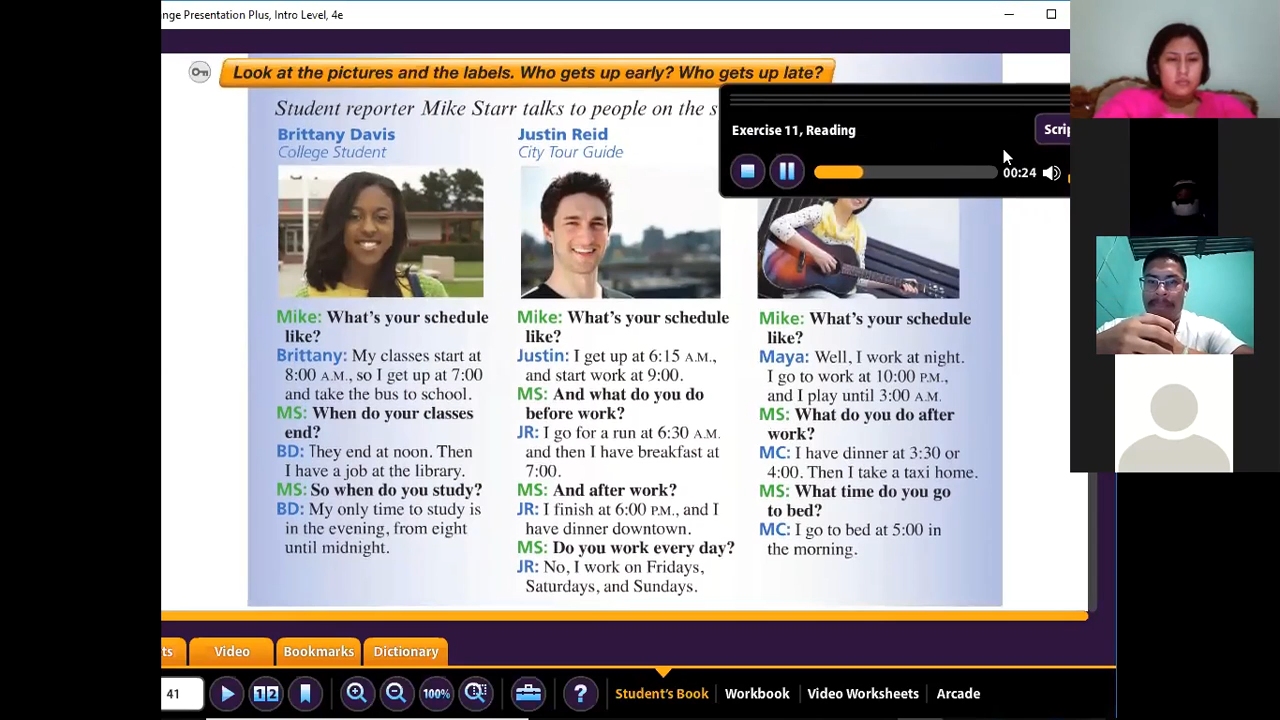 nge Presentation Plus, Intro Level, 4e
Look at the pictures and the labels. Who gets up early? Who gets up late?
Student reporter Mike Starr talks to people on the s
Exercise 11, Reading
Scrip
00:24
Brittany Davis
College Student
Mike: What's your schedule
like?
Brittany: My classes start at
8:00 A.M., so I get up at 7:00
and take the bus to school.
MS: When do your classes
end?
BD: They end at noon. Then
I have a job at the library.
MS: So when do you study?
BD: My only time to study is
in the evening, from eight
until midnight.
Justin Reid
City Tour Guide
Mike: What's your schedule
like?
Justin: I get up at 6:15 A.M.,
and start work at 9:00.
MS: And what do you do
before work?
JR: I go for a run at 6:30 A.M.
and then I have breakfast at
7:00.
MS: And after work?
JR: I finish at 6:00 P.M., and I
have dinner downtown.
MS: Do you work every day?
JR: No, I work on Fridays,
Saturdays, and Sundays.
Mike: What's your schedule
like?
Maya: Well, I work at night.
I go to work at 10:00 P.M.,
and I play until 3:00 A.M.
MS: What do you do after
work?
MC: I have dinner at 3:30 or
4:00. Then I take a taxi home.
MS: What time do you go
to bed?
MC: I go to bed at 5:00 in
the morning.
ts
Video
Bookmarks
Dictionary
41
12
100%
?
Student's Book
Workbook
Video Worksheets
Arcade